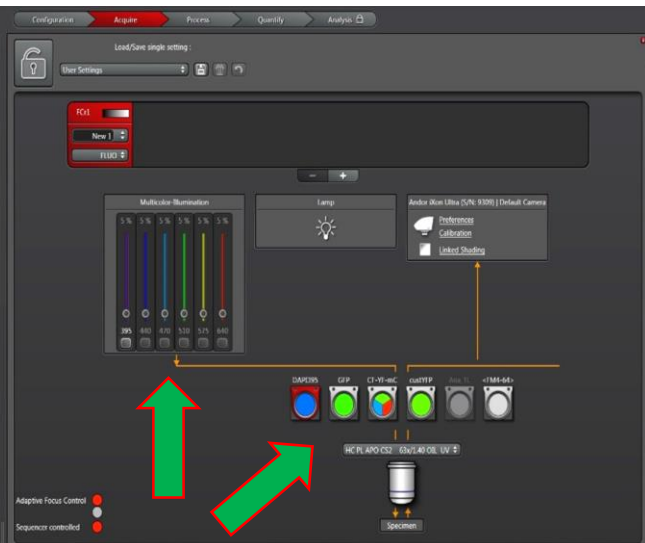 Configuration Acquire Process Quantify Analysis
Load/Save single setting :
User Settings
FCt1
New 1
FLUO
- +
Multicolor-Illumination
5 % 5 % 5 % 5 % 5 % 5 %
395 440 470 510 575 640
Lamp
Andor iXon Ultra (S/N: 9309) | Default Camera
Preferences
Calibration
Linked Shading
DAPI395 GFP CF-YF-mC custYFP <FM4-64>
HC PL APO CS2 63x/1.40 OIL UV
Specimen
Adaptive Focus Control
Sequencer controlled